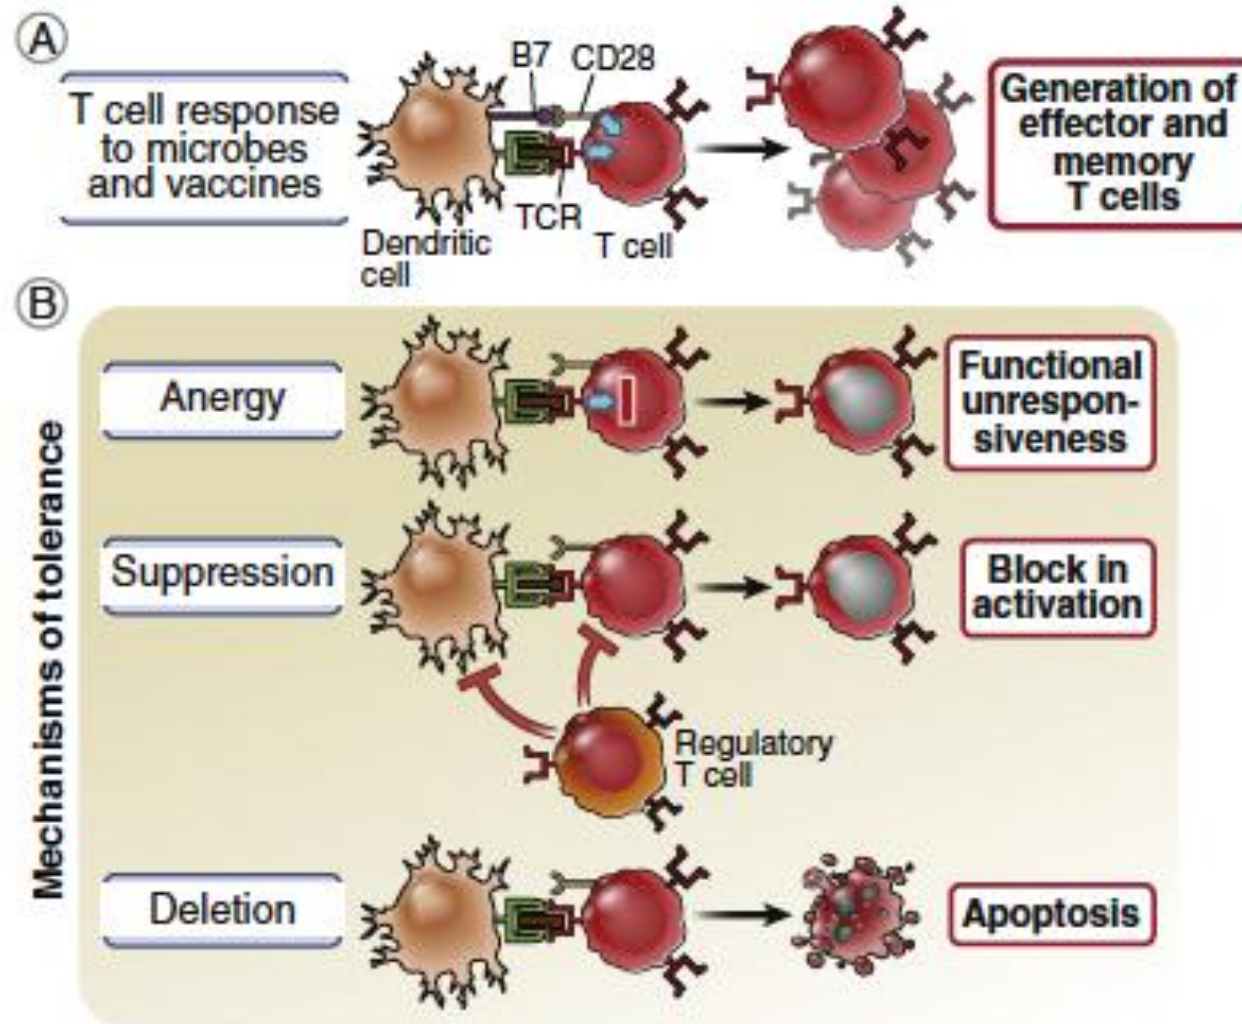 A
T cell response
to microbes
and vaccines
B7
CD28
TCR
Dendritic
cell
T cell
Generation of
effector and
memory
T cells
B
Mechanisms of tolerance
Anergy
Functional
unrespon-
siveness
Suppression
Block in
activation
Regulatory
T cell
Deletion
Apoptosis